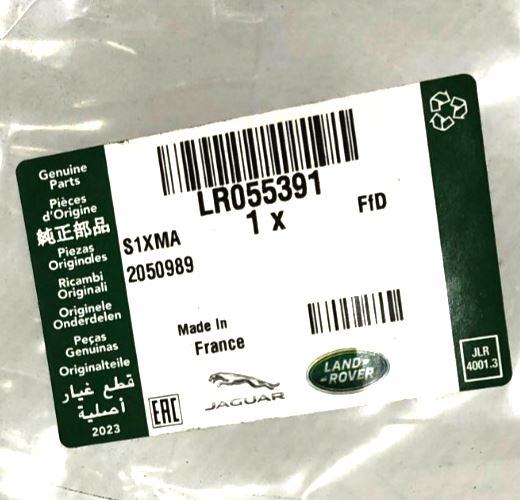 Genuine
Parts
Pièces
d'Origine
純正部品
Piezas
Originales
Ricambi
Originali
Originele
Onderdelen
Peças
Genuinas
Originalteile
قطع غيار
أصلية
2023
LR055391
1 x
FfD
S1XMA
2050989
Made In
France
EAC
JAGUAR
LAND-
-ROVER
JLR
4001.3